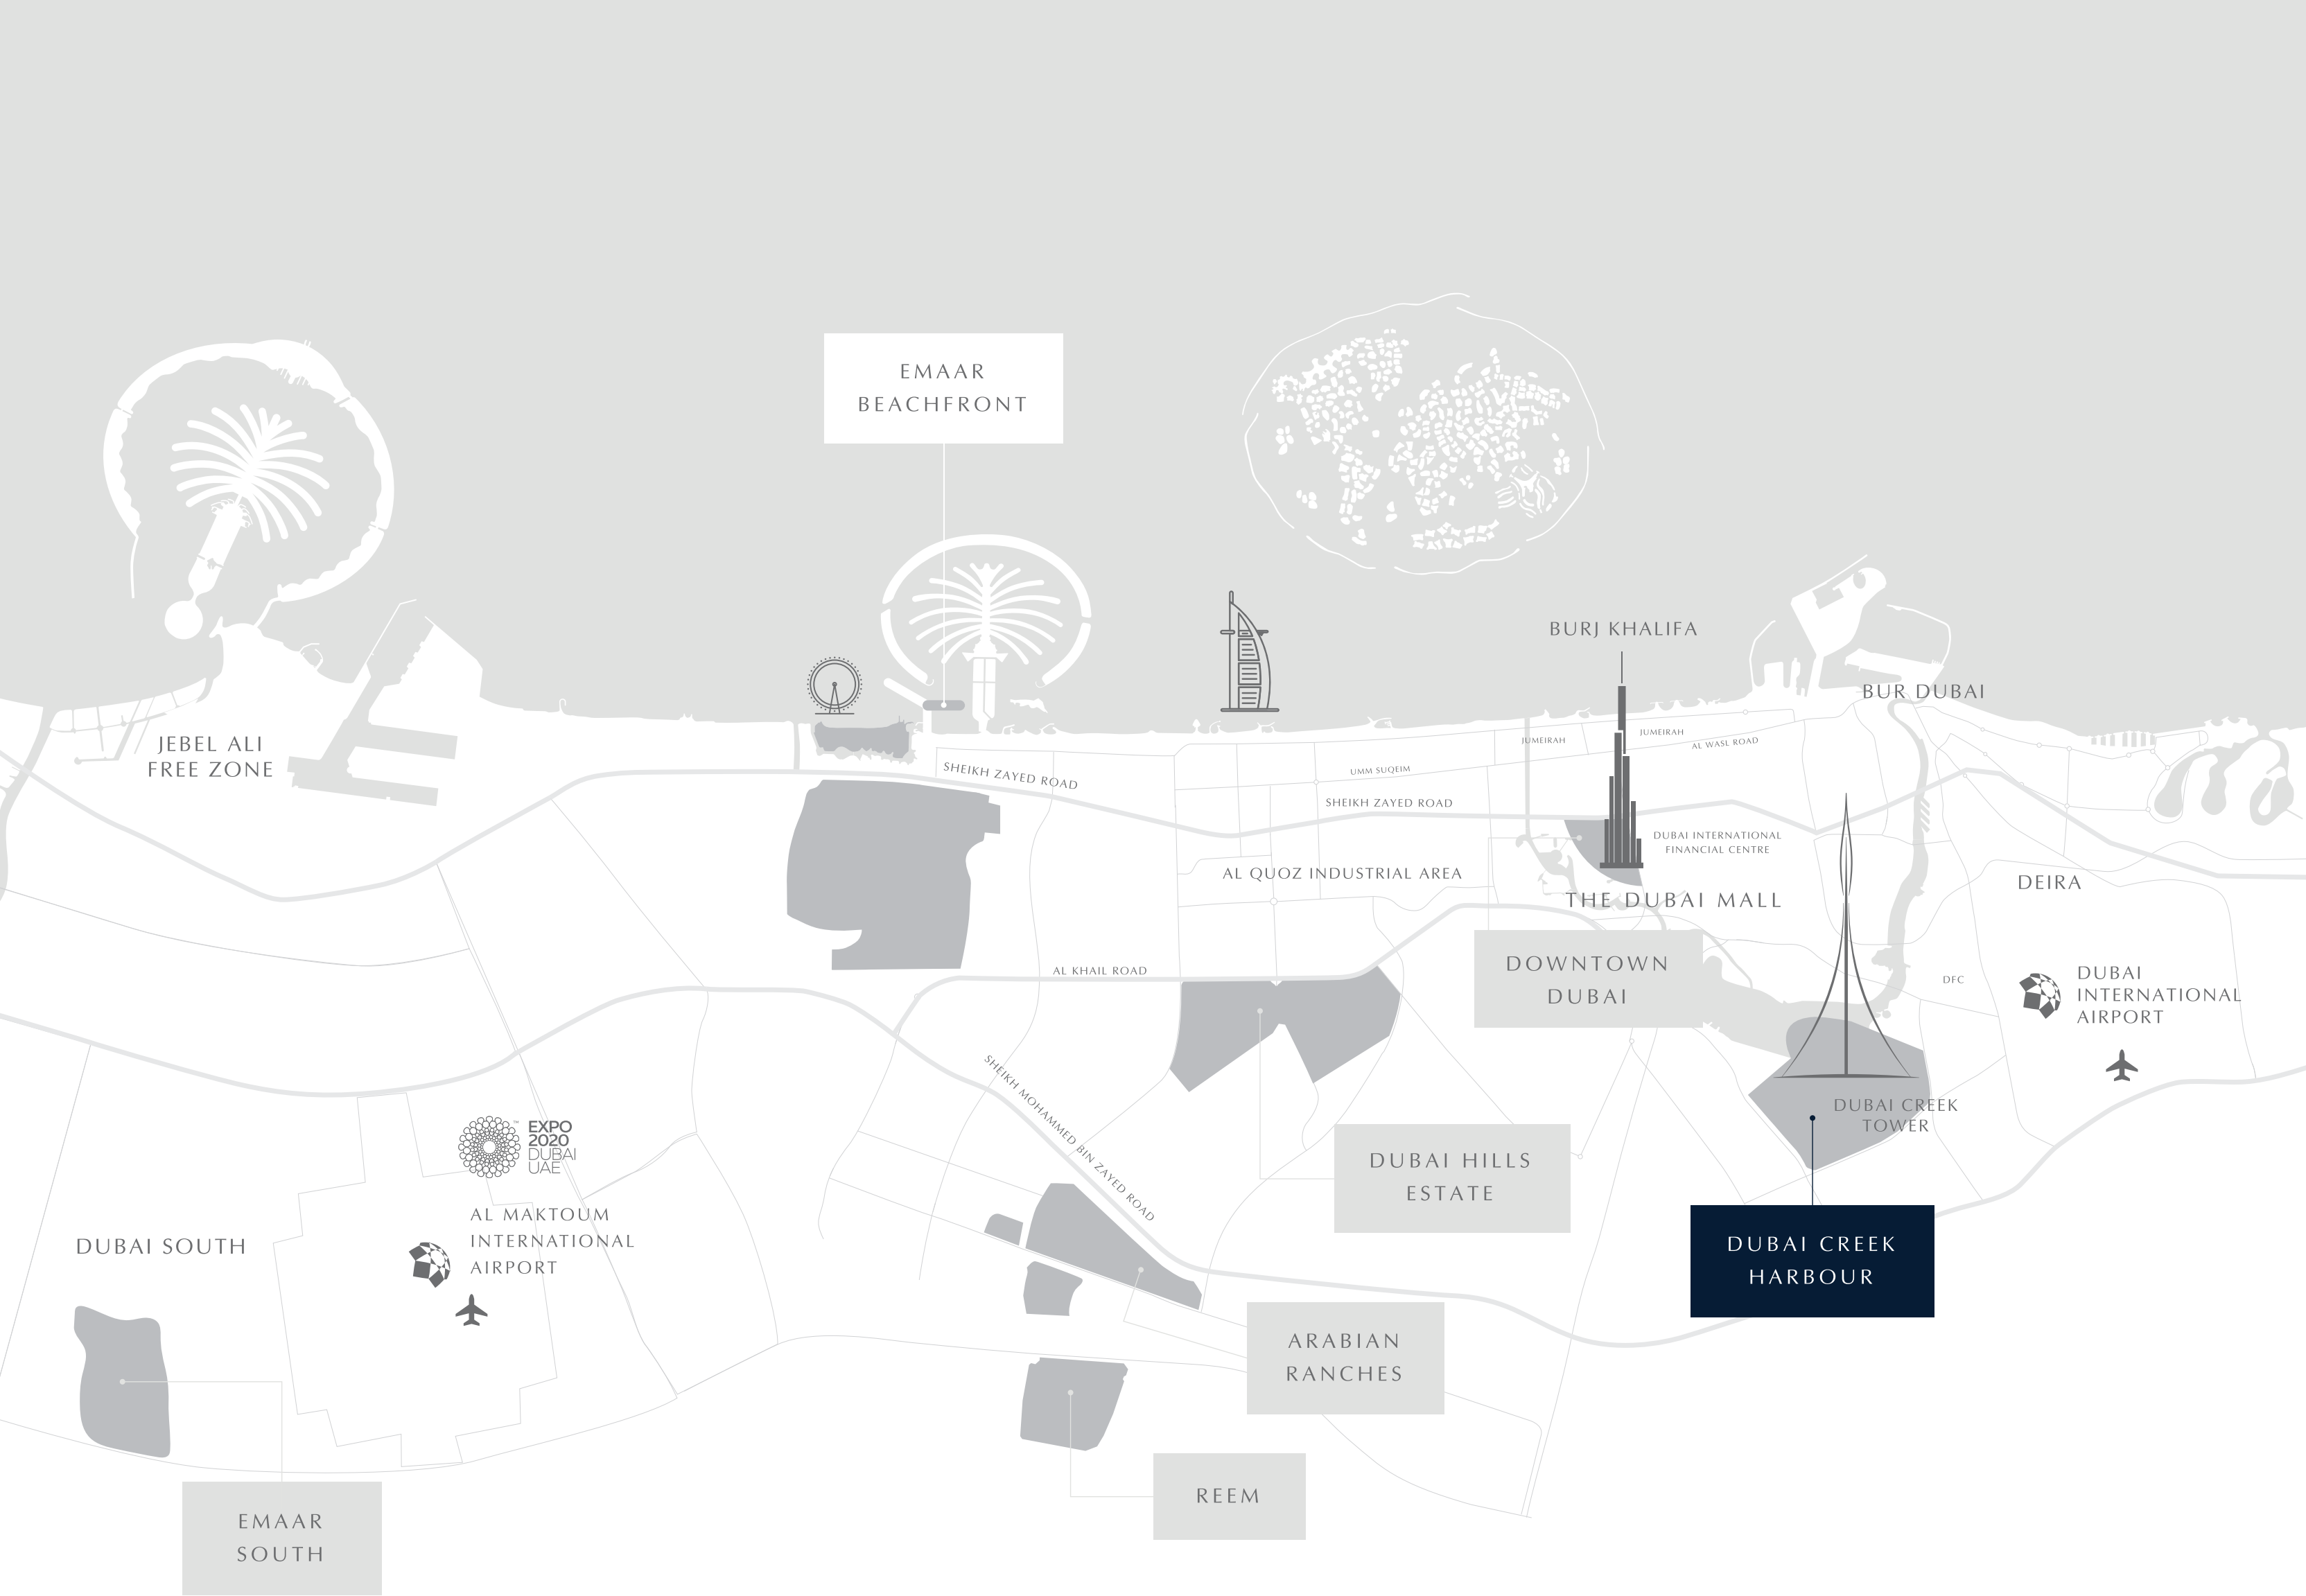 EMAAR
BEACHFRONT
BURJ KHALIFA
BUR DUBAI
JEBEL ALI
FREE ZONE
SHEIKH ZAYED ROAD
JUMEIRAH
JUMEIRAH
AL WASL ROAD
UMM SUQEIM
SHEIKH ZAYED ROAD
DUBAI INTERNATIONAL
FINANCIAL CENTRE
AL QUOZ INDUSTRIAL AREA
THE DUBAI MALL
DEIRA
DOWNTOWN
DUBAI
AL KHAIL ROAD
DFC
DUBAI
INTERNATIONAL
AIRPORT
SHEIKH MOHAMMED BIN ZAYED ROAD
DUBAI CREEK
TOWER
EXPO
2020
DUBAI
UAE
™
DUBAI HILLS
ESTATE
AL MAKTOUM
INTERNATIONAL
AIRPORT
DUBAI SOUTH
DUBAI CREEK
HARBOUR
ARABIAN
RANCHES
REEM
EMAAR
SOUTH